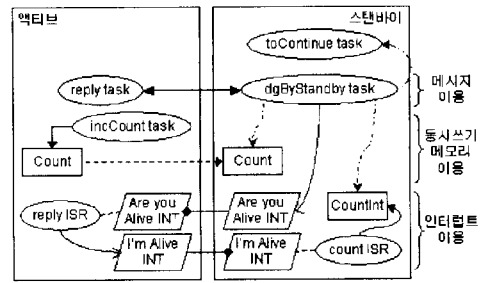 액티브
스탠바이
toContinue task
reply task
dgByStandby task
메시지
이용
incCount task
동시쓰기
메모리
이용
Count
Count
Are you
Alive INT
Are you
Alive INT
CountInt
reply ISR
인터럽트
이용
I'm Alive
INT
I'm Alive
INT
count ISR